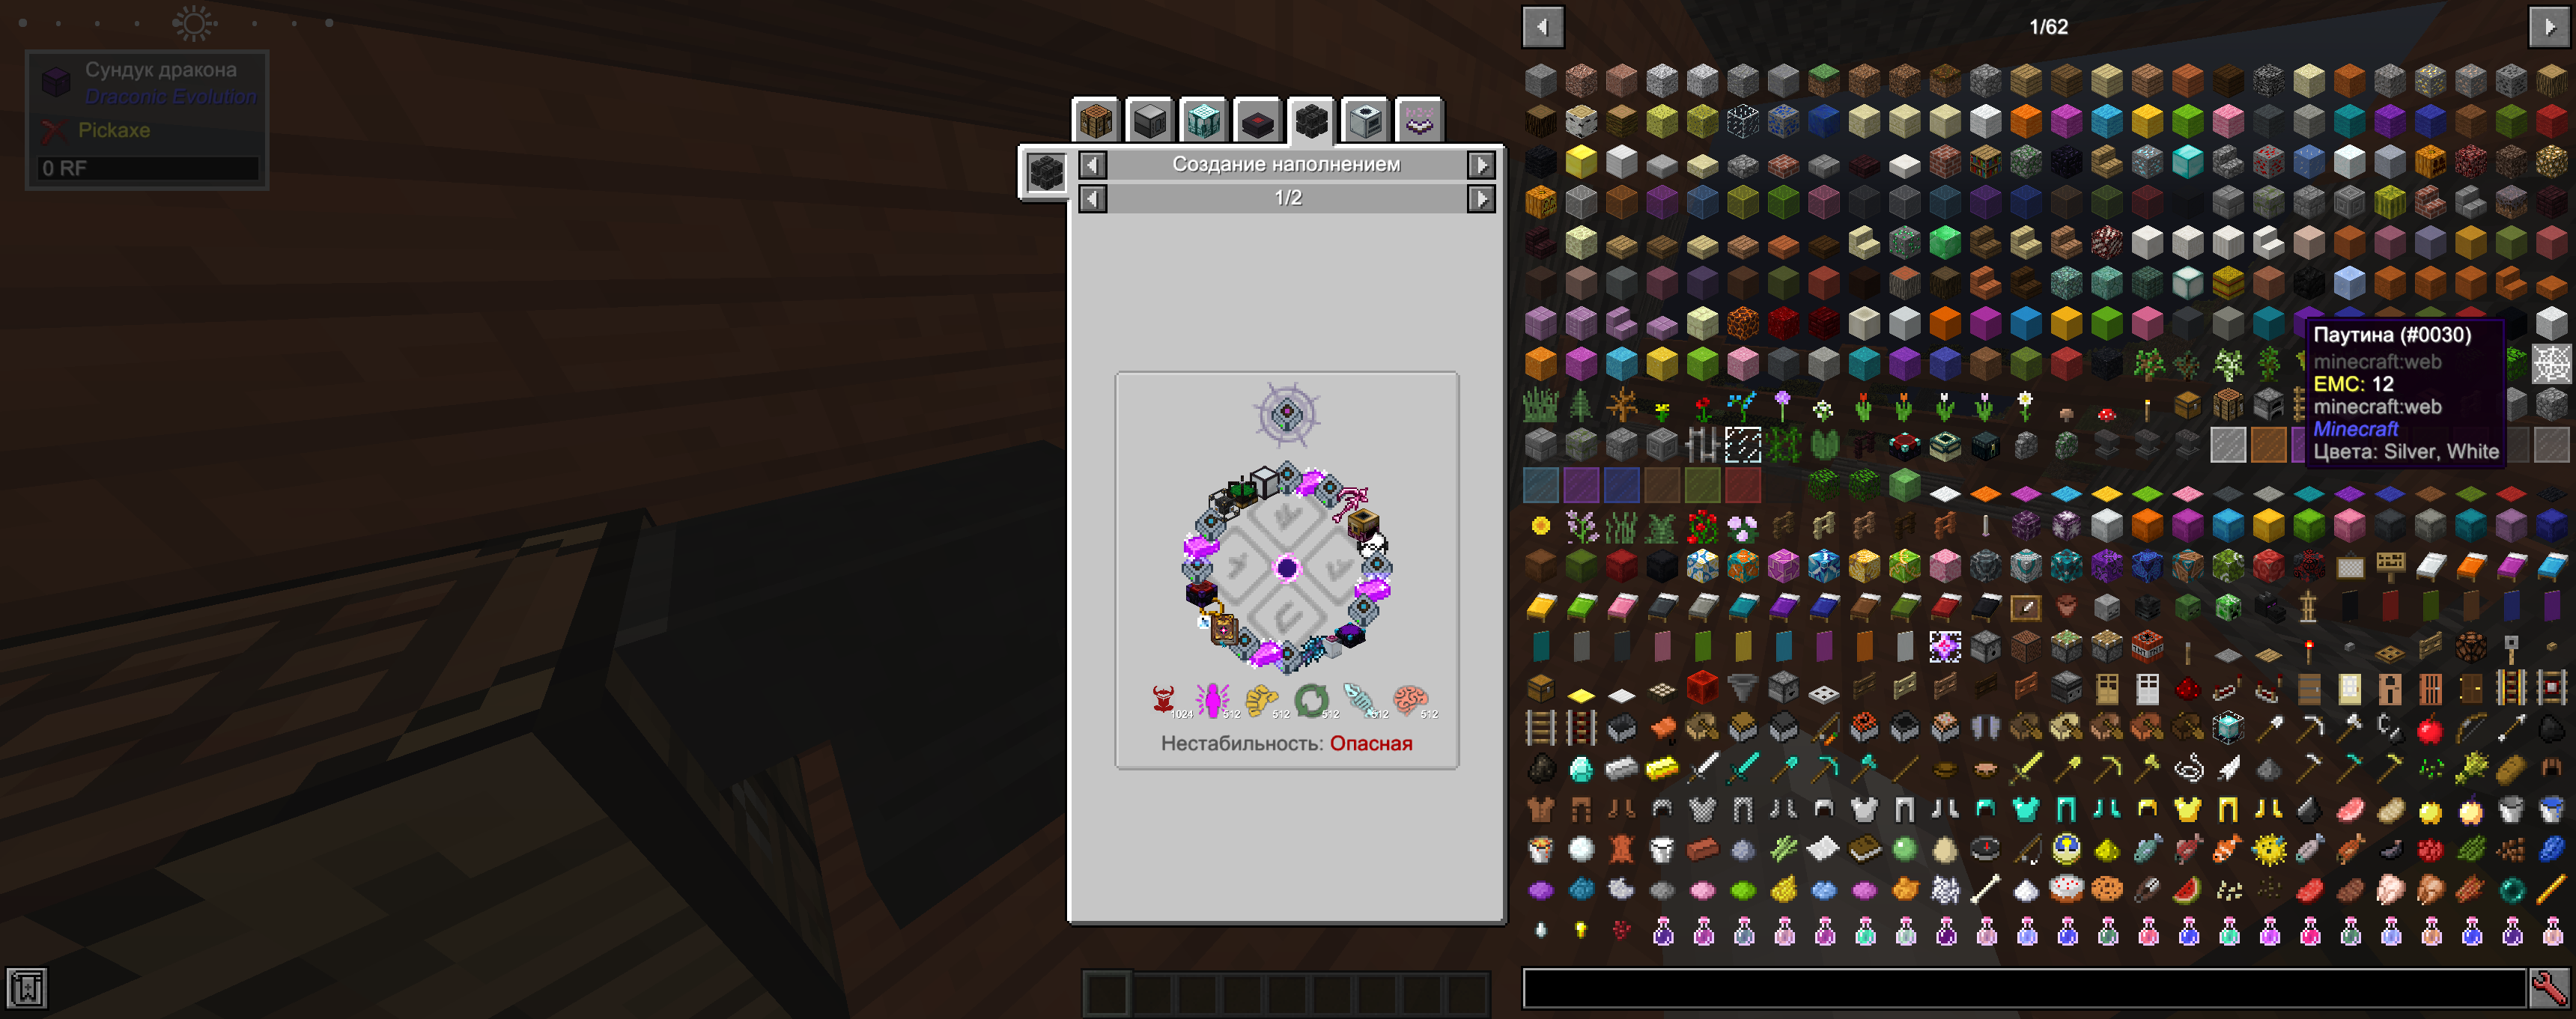 Сундук дракона
Draconic Evolution
Pickaxe
0 RF
Создание наполнением
1/2
1024
512
512
512
512
512
Нестабильность: Опасная
1/62
Паутина (#0030)
minecraft:web
EMC: 12
minecraft:web
Minecraft
Цвета: Silver, White